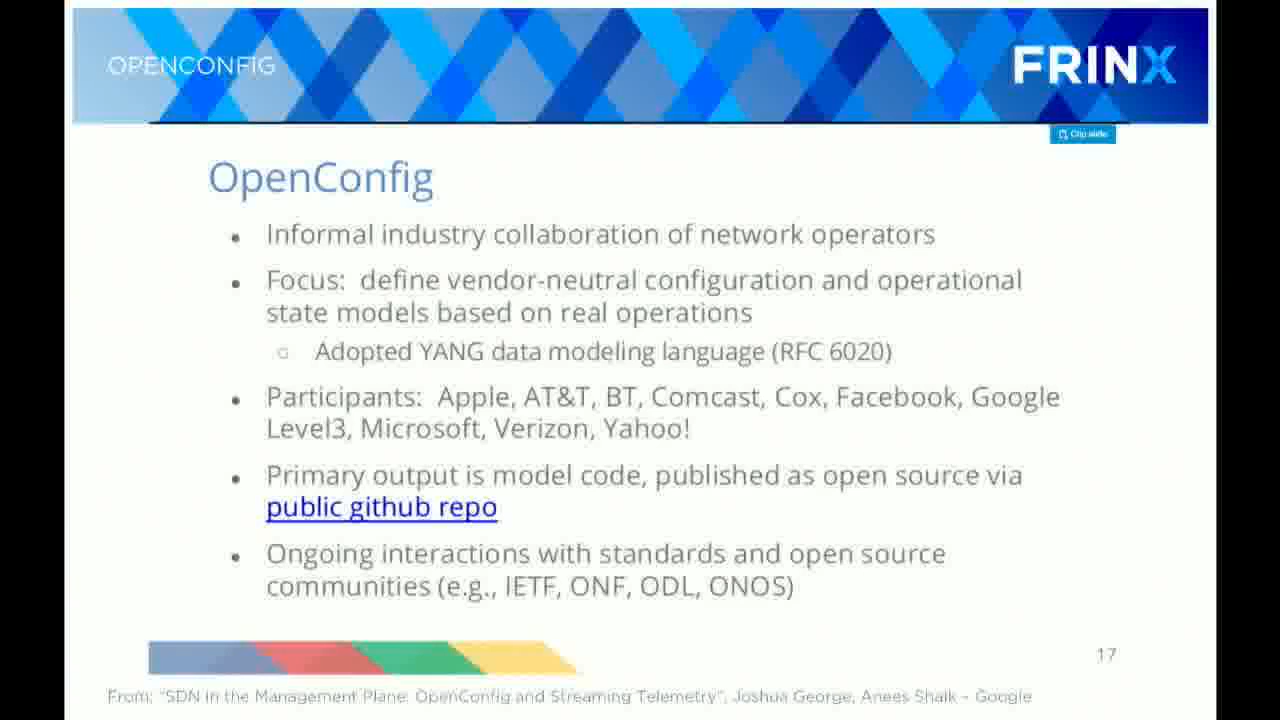 OPENCONFIG
FRINX
Clip slide
OpenConfig
Informal industry collaboration of network operators
Focus: define vendor-neutral configuration and operational
state models based on real operations
Adopted YANG data modeling language (RFC 6020)
Participants: Apple, AT&T, BT, Comcast, Cox, Facebook, Google
Level3, Microsoft, Verizon, Yahoo!
Primary output is model code, published as open source via
public github repo
Ongoing interactions with standards and open source
communities (e.g., IETF, ONF, ODL, ONOS)
17
From: "SDN in the Management Plane: OpenConfig and Streaming Telemetry", Joshua George, Anees Shaik – Google